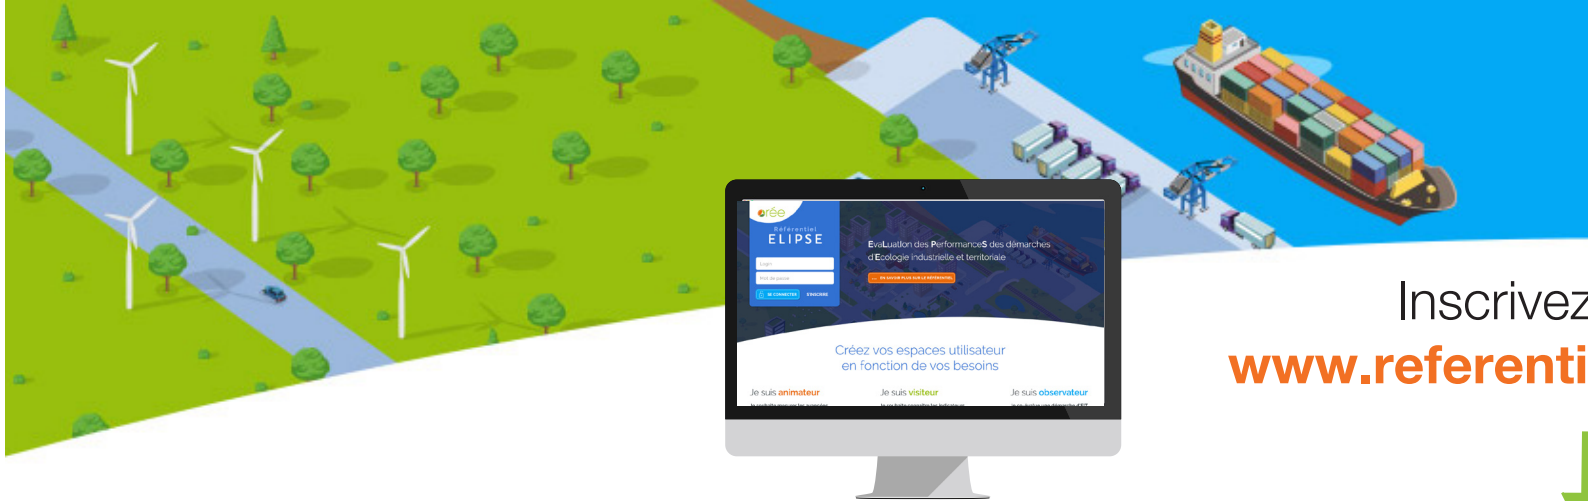 orée
Référentiel
ELIPSE
Login
Mot de passe
SE CONNECTER S'INSCRIRE
EvaLuatIon des PerformanceS des démarches
d'Ecologie industrielle et territoriale
... EN SAVOIR PLUS SUR LE RÉFÉRENTIEL
Créez vos espaces utilisateur
en fonction de vos besoins
Je suis animateur
Je suis visiteur
Je suis observateur
Inscrivez
www.referenti